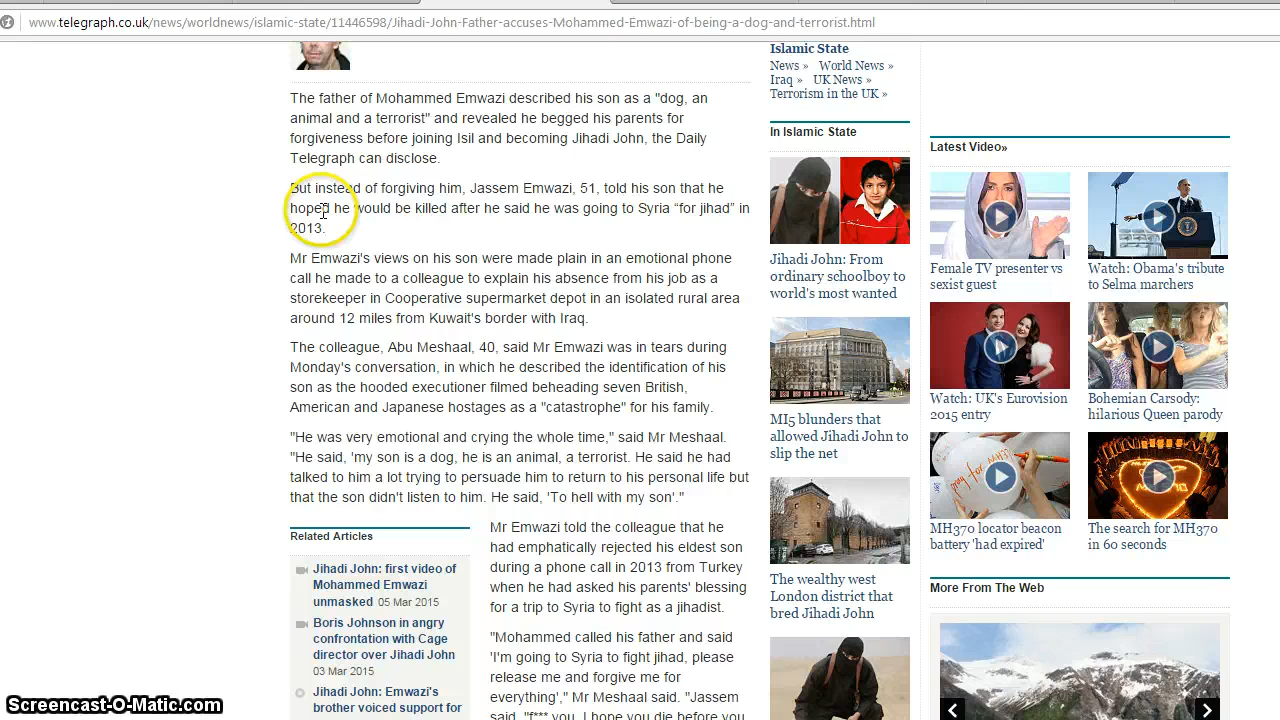 www.telegraph.co.uk/news/worldnews/islamic-state/11446598/Jihadi-John-Father-accuses-Mohammed-Emwazi-of-being-a-dog-and-terrorist.html
The father of Mohammed Emwazi described his son as a "dog, an
animal and a terrorist" and revealed he begged his parents for
forgiveness before joining Isil and becoming Jihadi John, the Daily
Telegraph can disclose.
But instead of forgiving him, Jassem Emwazi, 51, told his son that he
hoped he would be killed after he said he was going to Syria “for jihad” in
2013.
Mr Emwazi's views on his son were made plain in an emotional phone
call he made to a colleague to explain his absence from his job as a
storekeeper in Cooperative supermarket depot in an isolated rural area
around 12 miles from Kuwait's border with Iraq.
The colleague, Abu Meshaal, 40, said Mr Emwazi was in tears during
Monday's conversation, in which he described the identification of his
son as the hooded executioner filmed beheading seven British,
American and Japanese hostages as a "catastrophe" for his family.
"He was very emotional and crying the whole time," said Mr Meshaal.
"He said, 'my son is a dog, he is an animal, a terrorist. He said he had
talked to him a lot trying to persuade him to return to his personal life but
that the son didn't listen to him. He said, 'To hell with my son'."
Related Articles
Jihadi John: first video of
Mohammed Emwazi
unmasked 05 Mar 2015
Boris Johnson in angry
confrontation with Cage
director over Jihadi John
03 Mar 2015
Jihadi John: Emwazi's
brother voiced support for
Mr Emwazi told the colleague that he
had emphatically rejected his eldest son
during a phone call in 2013 from Turkey
when he had asked his parents' blessing
for a trip to Syria to fight as a jihadist.
"Mohammed called his father and said
'I'm going to Syria to fight jihad, please
release me and forgive me for
everything'," Mr Meshaal said. "Jassem
said, "f*** you. I hope you die before you
Islamic State
News » World News »
Iraq » UK News »
Terrorism in the UK »
In Islamic State
Jihadi John: From
ordinary schoolboy to
world's most wanted
MI5 blunders that
allowed Jihadi John to
slip the net
The wealthy west
London district that
bred Jihadi John
Latest Video»
Female TV presenter vs
sexist guest
Watch: Obama's tribute
to Selma marchers
Watch: UK's Eurovision
2015 entry
Bohemian Carsody:
hilarious Queen parody
pray for MH
MH370 locator beacon
battery 'had expired'
The search for MH370
in 60 seconds
More From The Web
Screencast-O-Matic.com